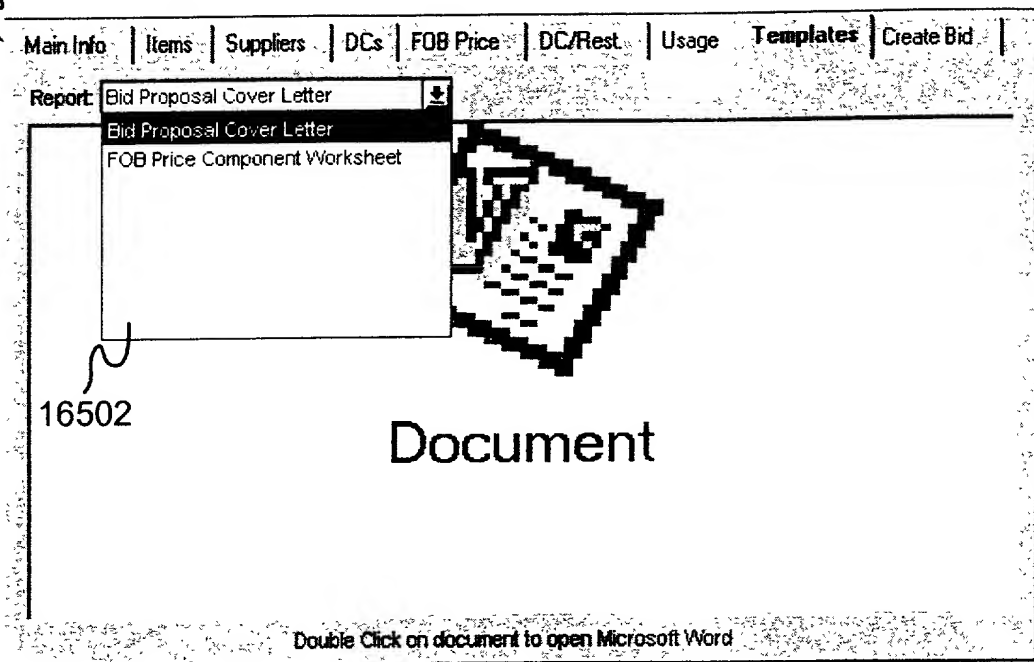 Main Info Items Suppliers DCs FOB Price DC/Rest. Usage Templates Create Bid
Report: Bid Proposal Cover Letter
Bid Proposal Cover Letter
FOB Price Component Worksheet
16502
Document
Double Click on document to open Microsoft Word